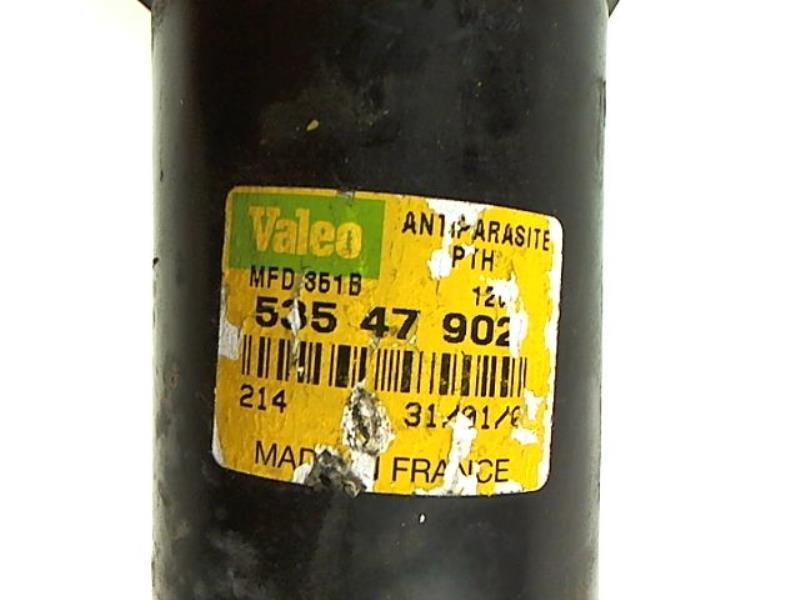 Valeo
ANTIPARASITE
PTH
MFD 351B
535 47 902
214
MADE IN FRANCE